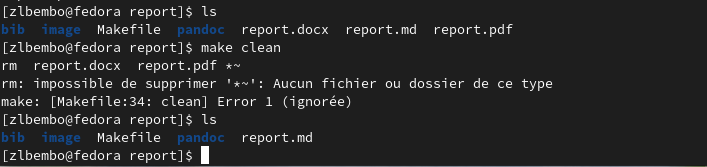 [zlbembo@fedora report]$ ls
bib image Makefile pandoc report.docx report.md report.pdf
[zlbembo@fedora report]$ make clean
rm report.docx report.pdf *~
rm: impossible de supprimer '*~': Aucun fichier ou dossier de ce type
make: [Makefile:34: clean] Error 1 (ignorée)
[zlbembo@fedora report]$ ls
bib image Makefile pandoc report.md
[zlbembo@fedora report]$